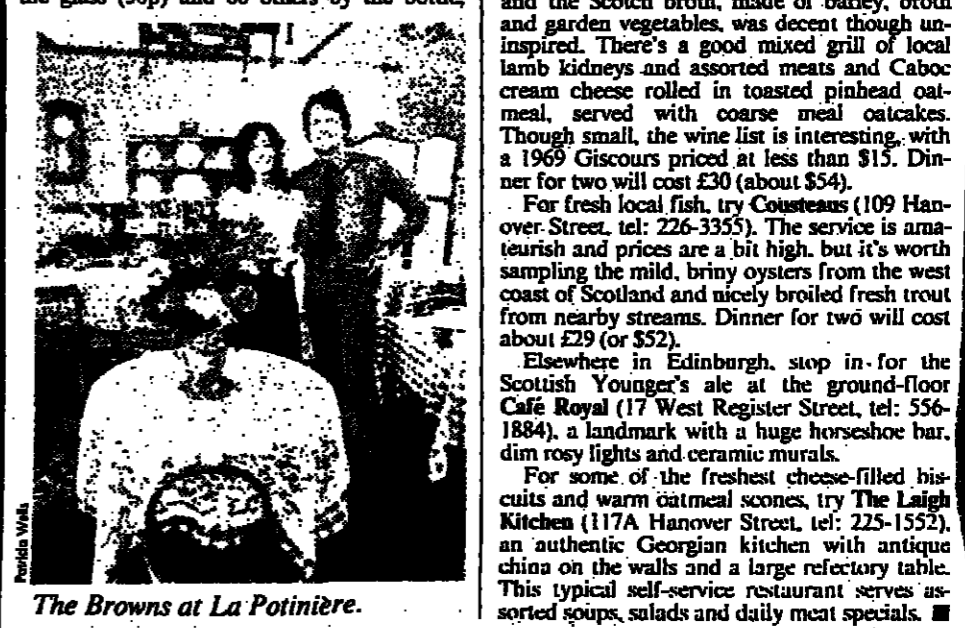 the glass (90p) and 60 others by the bottle,
Patricia Wells
The Browns at La Potinière.
and the Scotch broth, made of barley, broth
and garden vegetables, was decent though un-
inspired. There's a good mixed grill of local
lamb kidneys and assorted meats and Caboc
cream cheese rolled in toasted pinhead oat-
meal, served with coarse meal oatcakes.
Though small, the wine list is interesting, with
a 1969 Giscours priced at less than $15. Din-
ner for two will cost £30 (about $54).
For fresh local fish, try Cousteaus (109 Han-
over Street, tel: 226-3355). The service is ama-
teurish and prices are a bit high, but it's worth
sampling the mild, briny oysters from the west
coast of Scotland and nicely broiled fresh trout
from nearby streams. Dinner for two will cost
about £29 (or $52).
Elsewhere in Edinburgh, stop in for the
Scottish Younger's ale at the ground-floor
Café Royal (17 West Register Street, tel: 556-
1884), a landmark with a huge horseshoe bar,
dim rosy lights and ceramic murals.
For some of the freshest cheese-filled bis-
cuits and warm oatmeal scones, try The Laigh
Kitchen (117A Hanover Street, tel: 225-1552),
an authentic Georgian kitchen with antique
china on the walls and a large refectory table.
This typical self-service restaurant serves as-
sorted soups, salads and daily meat specials. ■